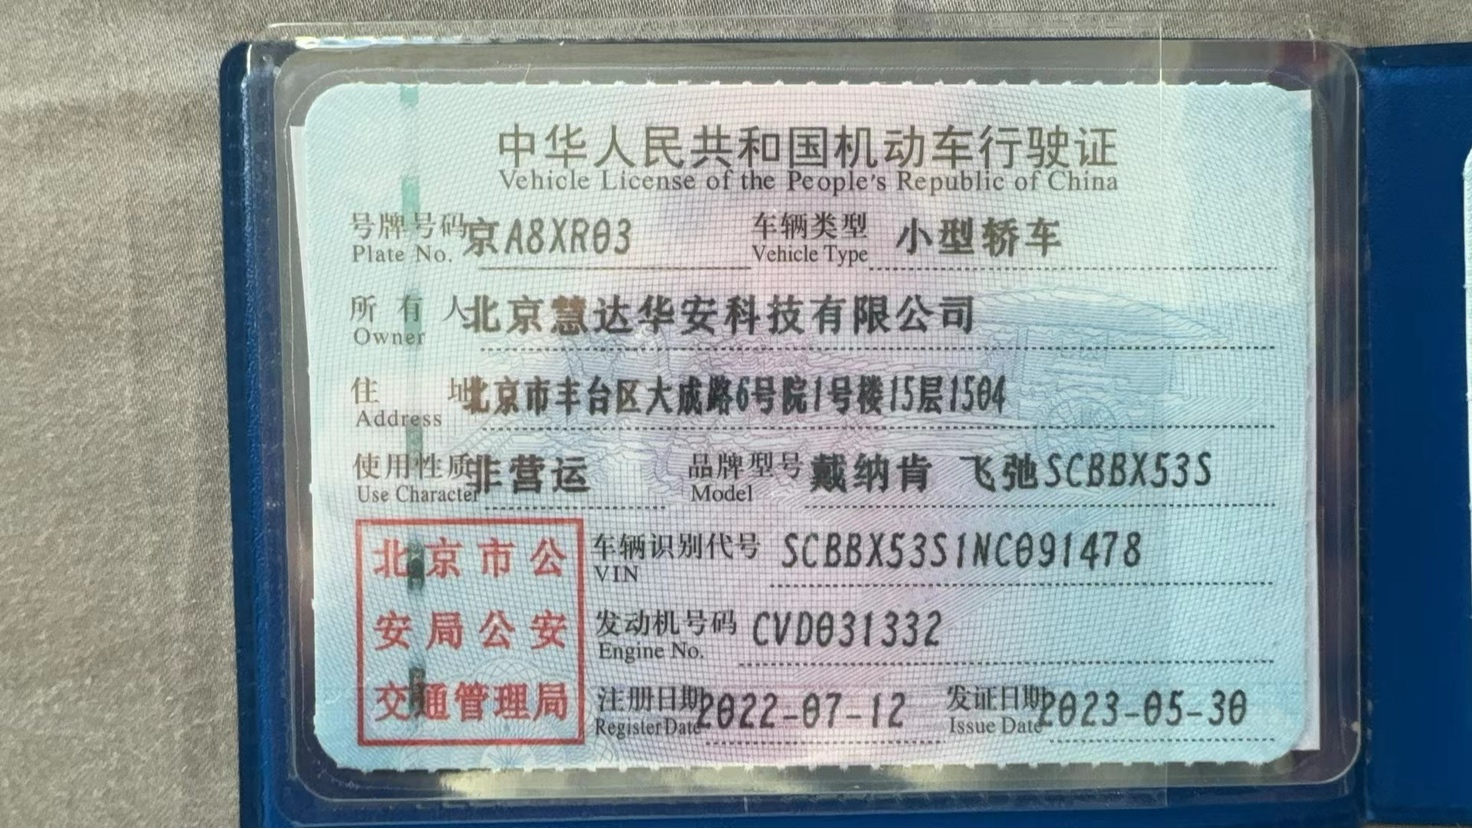 中华人民共和国机动车行驶证
Vehicle License of the People's Republic of China
号牌号码 京A8XR03 车辆类型 小型轿车
Plate No. Vehicle Type
所有人 北京慧达华安科技有限公司
Owner
住址 北京市丰台区大成路6号院1号楼15层1504
Address
使用性质 非营运 品牌型号 戴纳肯 飞弛SCBBX53S
Use Character Model
北京市公
安局公安
交通管理局
车辆识别代号 SCBBX53S1NC091478
VIN
发动机号码 CVD031332
Engine No.
注册日期 2022-07-12 发证日期 2023-05-30
Register Date Issue Date